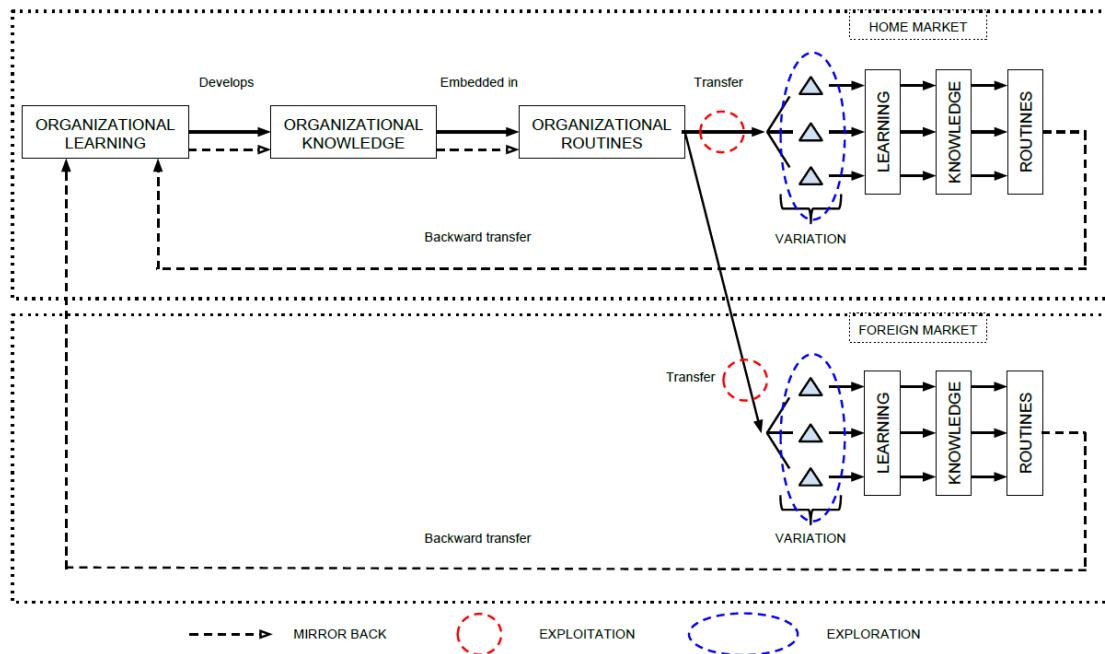 HOME MARKET
Develops
Embedded in
Transfer
ORGANIZATIONAL
LEARNING
ORGANIZATIONAL
KNOWLEDGE
ORGANIZATIONAL
ROUTINES
LEARNING
KNOWLEDGE
ROUTINES
Backward transfer
VARIATION
FOREIGN MARKET
Transfer
LEARNING
KNOWLEDGE
ROUTINES
Backward transfer
VARIATION
MIRROR BACK
EXPLOITATION
EXPLORATION